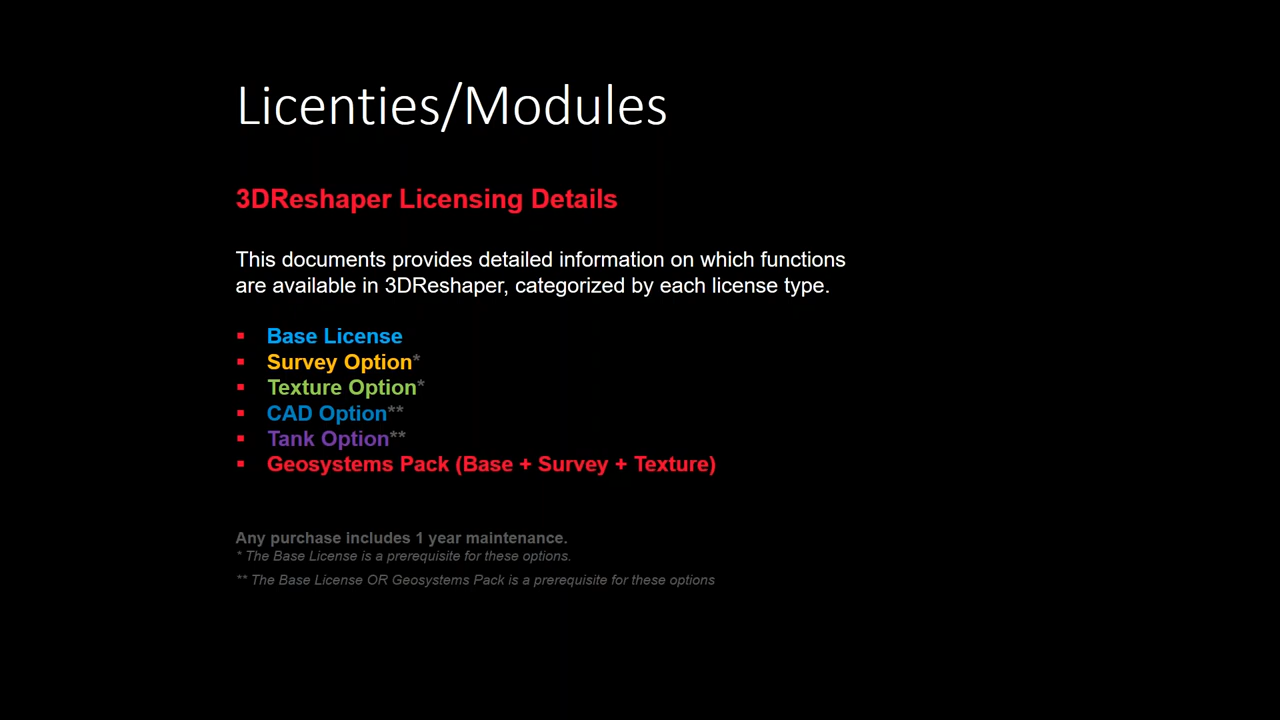 Licenties/Modules
3DReshaper Licensing Details
This documents provides detailed information on which functions
are available in 3DReshaper, categorized by each license type.
▪ Base License
▪ Survey Option*
▪ Texture Option*
▪ CAD Option**
▪ Tank Option**
▪ Geosystems Pack (Base + Survey + Texture)
Any purchase includes 1 year maintenance.
* The Base License is a prerequisite for these options.
** The Base License OR Geosystems Pack is a prerequisite for these options